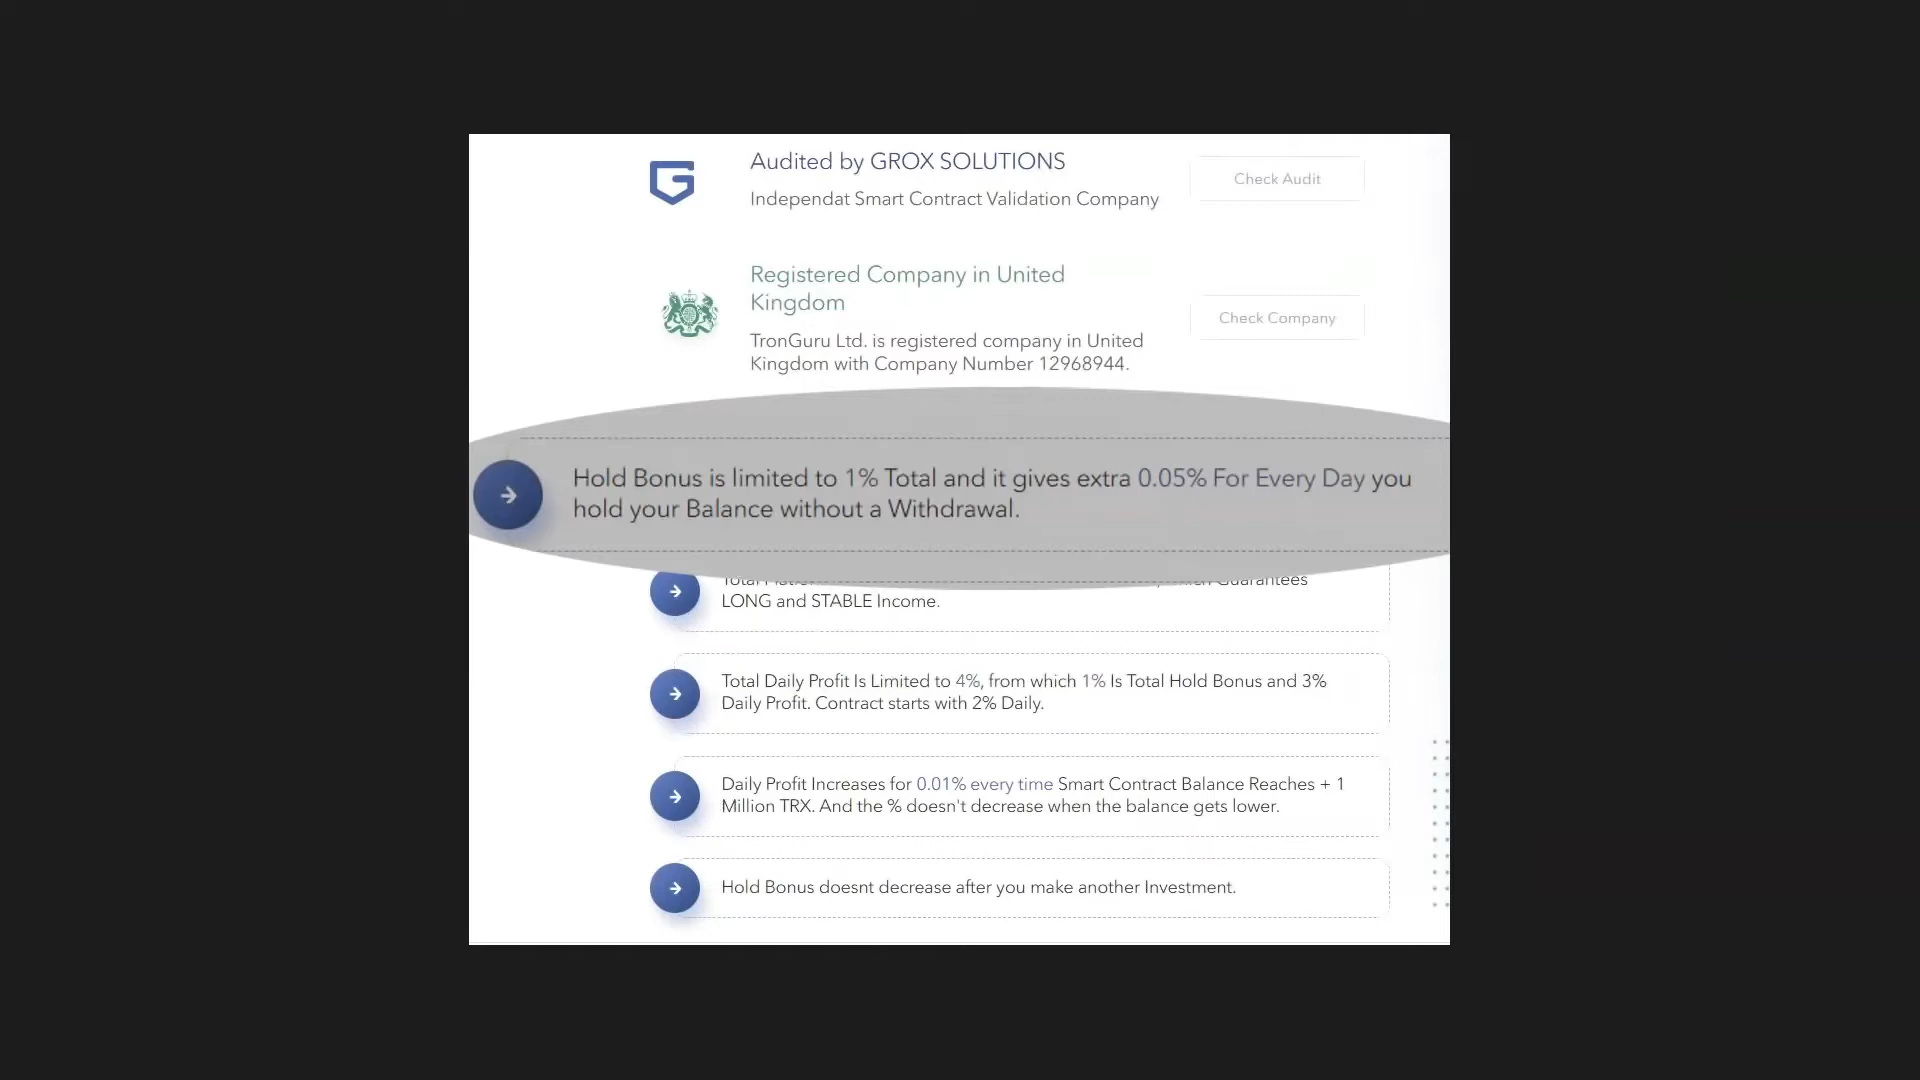 Audited by GROX SOLUTIONS
Independat Smart Contract Validation Company
Check Audit
Registered Company in United
Kingdom
TronGuru Ltd. is registered company in United
Kingdom with Company Number 12968944.
Check Company
Hold Bonus is limited to 1% Total and it gives extra 0.05% For Every Day you
hold your Balance without a Withdrawal.
Total Guarantees
LONG and STABLE Income.
Total Daily Profit Is Limited to 4%, from which 1% Is Total Hold Bonus and 3%
Daily Profit. Contract starts with 2% Daily.
Daily Profit Increases for 0.01% every time Smart Contract Balance Reaches + 1
Million TRX. And the % doesn't decrease when the balance gets lower.
Hold Bonus doesnt decrease after you make another Investment.